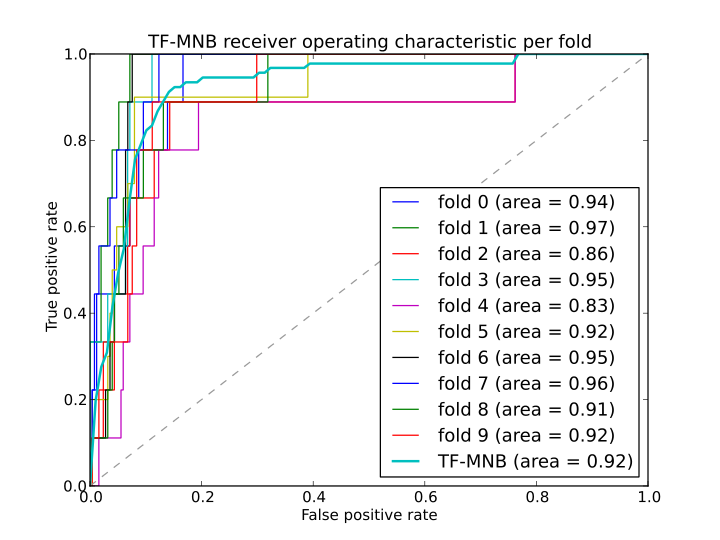 TF-MNB receiver operating characteristic per fold
1.0
0.8
0.6
0.4
0.2
0.0
True positive rate
fold 0 (area = 0.94)
fold 1 (area = 0.97)
fold 2 (area = 0.86)
fold 3 (area = 0.95)
fold 4 (area = 0.83)
fold 5 (area = 0.92)
fold 6 (area = 0.95)
fold 7 (area = 0.96)
fold 8 (area = 0.91)
fold 9 (area = 0.92)
TF-MNB (area = 0.92)
0.0 0.2 0.4 0.6 0.8 1.0
False positive rate